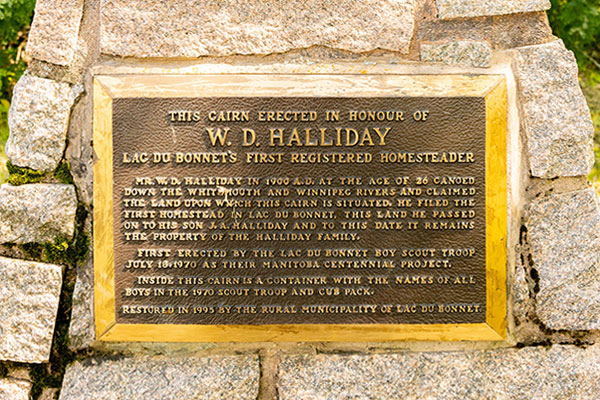 THIS CAIRN ERECTED IN HONOUR OF
W. D. HALLIDAY
LAC DU BONNET'S FIRST REGISTERED HOMESTEADER
MR. W. D. HALLIDAY IN 1900 A.D. AT THE AGE OF 26 CANOED
DOWN THE WHITEMOUTH AND WINNIPEG RIVERS AND CLAIMED
THE LAND UPON WHICH THIS CAIRN IS SITUATED. HE FILED THE
FIRST HOMESTEAD IN LAC DU BONNET. THIS LAND HE PASSED
ON TO HIS SON J. A. HALLIDAY AND TO THIS DATE IT REMAINS
THE PROPERTY OF THE HALLIDAY FAMILY.
FIRST ERECTED BY THE LAC DU BONNET BOY SCOUT TROOP
JULY 18, 1970 AS THEIR MANITOBA CENTENNIAL PROJECT.
INSIDE THIS CAIRN IS A CONTAINER WITH THE NAMES OF ALL
BOYS IN THE 1970 SCOUT TROOP AND CUB PACK.
RESTORED IN 1995 BY THE RURAL MUNICIPALITY OF LAC DU BONNET